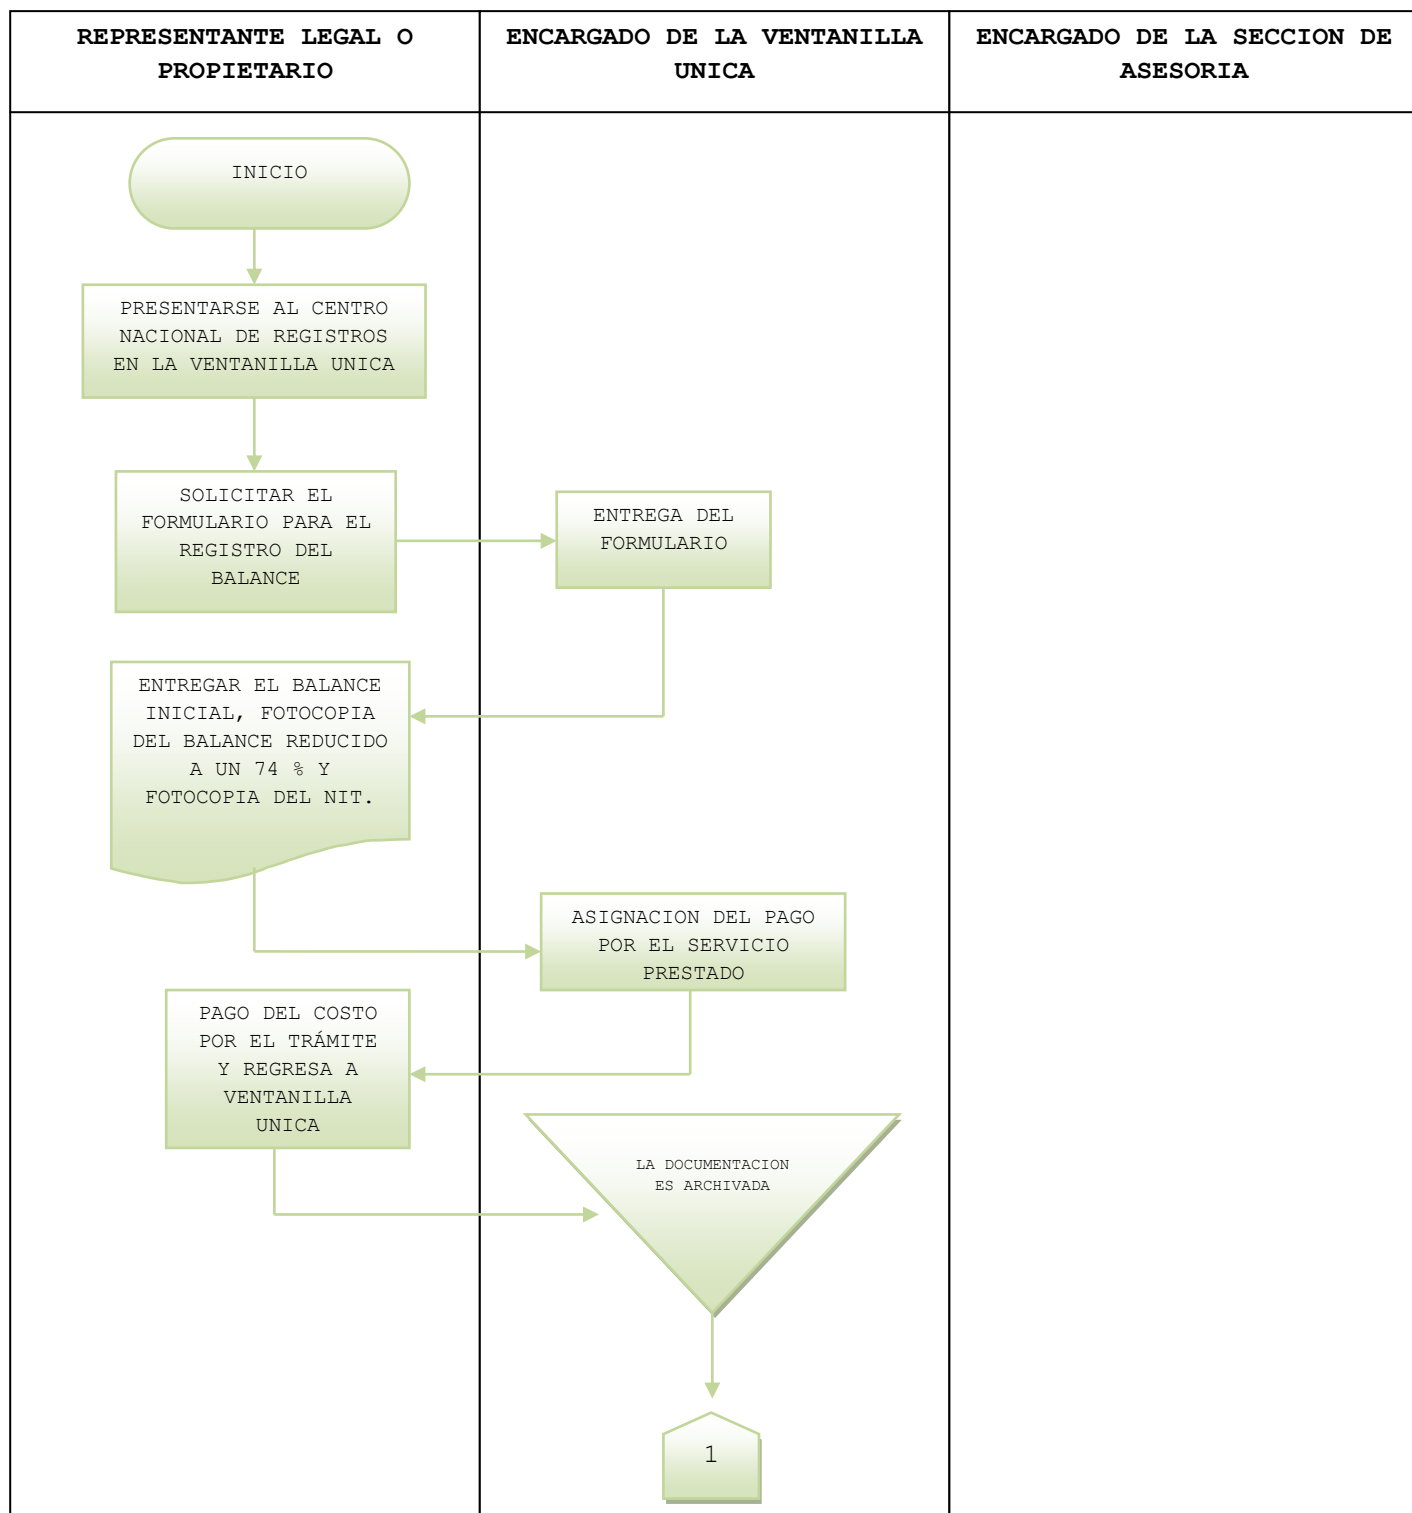 REPRESENTANTE LEGAL O
PROPIETARIO
ENCARGADO DE LA VENTANILLA
UNICA
ENCARGADO DE LA SECCION DE
ASESORIA
INICIO
PRESENTARSE AL CENTRO
NACIONAL DE REGISTROS
EN LA VENTANILLA UNICA
SOLICITAR EL
FORMULARIO PARA EL
REGISTRO DEL
BALANCE
ENTREGA DEL
FORMULARIO
ENTREGAR EL BALANCE
INICIAL, FOTOCOPIA
DEL BALANCE REDUCIDO
A UN 74 % Y
FOTOCOPIA DEL NIT.
ASIGNACION DEL PAGO
POR EL SERVICIO
PRESTADO
PAGO DEL COSTO
POR EL TRÁMITE
Y REGRESA A
VENTANILLA
UNICA
LA DOCUMENTACION
ES ARCHIVADA
1